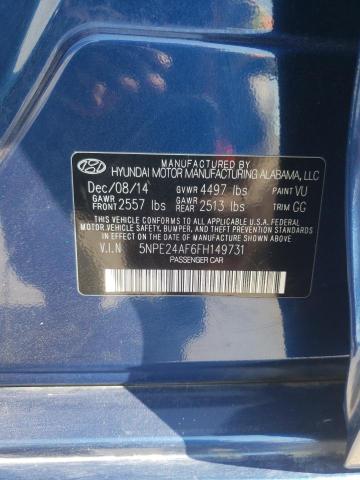 MANUFACTURED BY
HYUNDAI MOTOR MANUFACTURING ALABAMA, LLC
Dec/08/14 GVWR 4497 lbs PAINT VU
GAWR FRONT 2557 lbs GAWR REAR 2513 lbs TRIM GG
THIS VEHICLE CONFORMS TO ALL APPLICABLE U.S.A. FEDERAL
MOTOR VEHICLE SAFETY, BUMPER, AND THEFT PREVENTION
STANDARDS IN EFFECT ON THE DATE OF MANUFACTURE SHOWN ABOVE.
V.I.N 5NPE24AF6FH149731
PASSENGER CAR